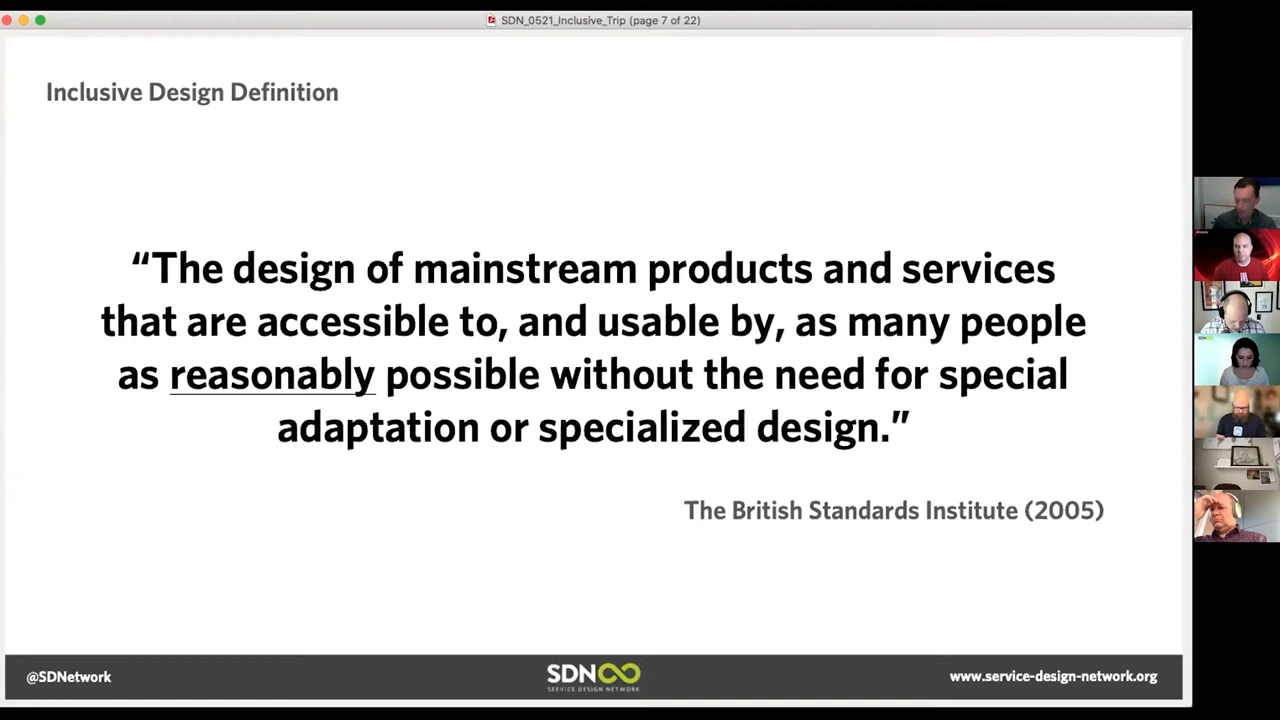 SDN_0521_Inclusive_Trip (page 7 of 22)
Inclusive Design Definition
“The design of mainstream products and services
that are accessible to, and usable by, as many people
as reasonably possible without the need for special
adaptation or specialized design.”
The British Standards Institute (2005)
@SDNetwork
SDN
SERVICE DESIGN NETWORK
www.service-design-network.org